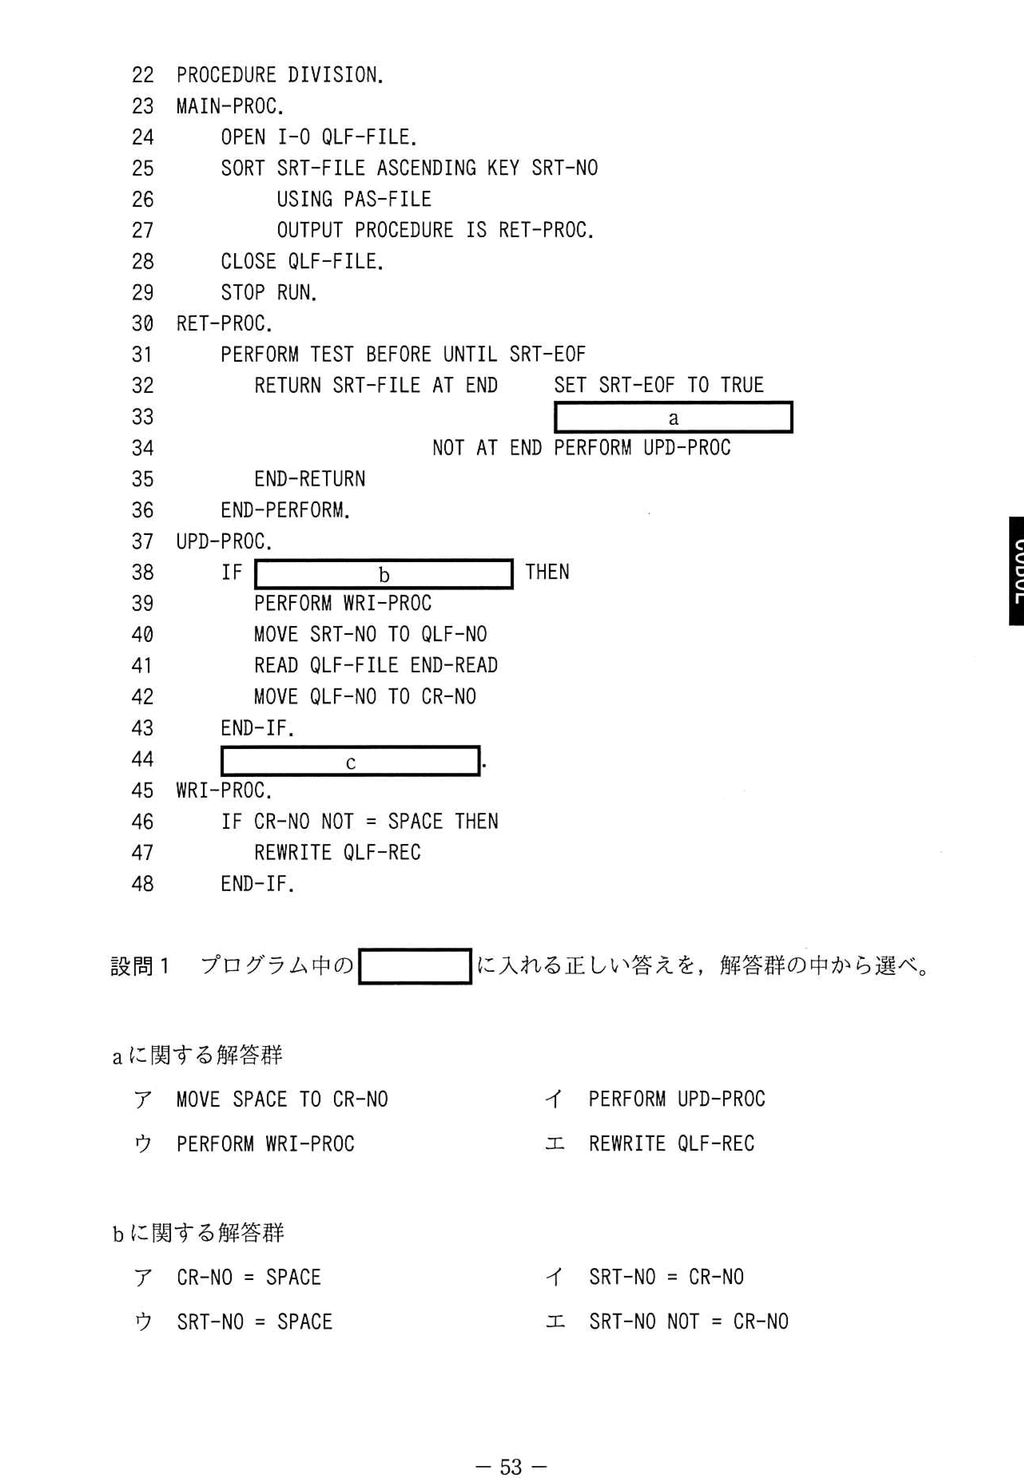 22 PROCEDURE DIVISION.
23 MAIN-PROC.
24 OPEN I-O QLF-FILE.
25 SORT SRT-FILE ASCENDING KEY SRT-NO
26 USING PAS-FILE
27 OUTPUT PROCEDURE IS RET-PROC.
28 CLOSE QLF-FILE.
29 STOP RUN.
30 RET-PROC.
31 PERFORM TEST BEFORE UNTIL SRT-EOF
32 RETURN SRT-FILE AT END SET SRT-EOF TO TRUE
33 a
34 NOT AT END PERFORM UPD-PROC
35 END-RETURN
36 END-PERFORM.
37 UPD-PROC.
38 IF b THEN
39 PERFORM WRI-PROC
40 MOVE SRT-NO TO QLF-NO
41 READ QLF-FILE END-READ
42 MOVE QLF-NO TO CR-NO
43 END-IF.
44 c .
45 WRI-PROC.
46 IF CR-NO NOT = SPACE THEN
47 REWRITE QLF-REC
48 END-IF.
COBOL
設問1 プログラム中の に入れる正しい答えを，解答群の中から選べ。
aに関する解答群
ア MOVE SPACE TO CR-NO イ PERFORM UPD-PROC
ウ PERFORM WRI-PROC エ REWRITE QLF-REC
bに関する解答群
ア CR-NO = SPACE イ SRT-NO = CR-NO
ウ SRT-NO = SPACE エ SRT-NO NOT = CR-NO
− 53 −